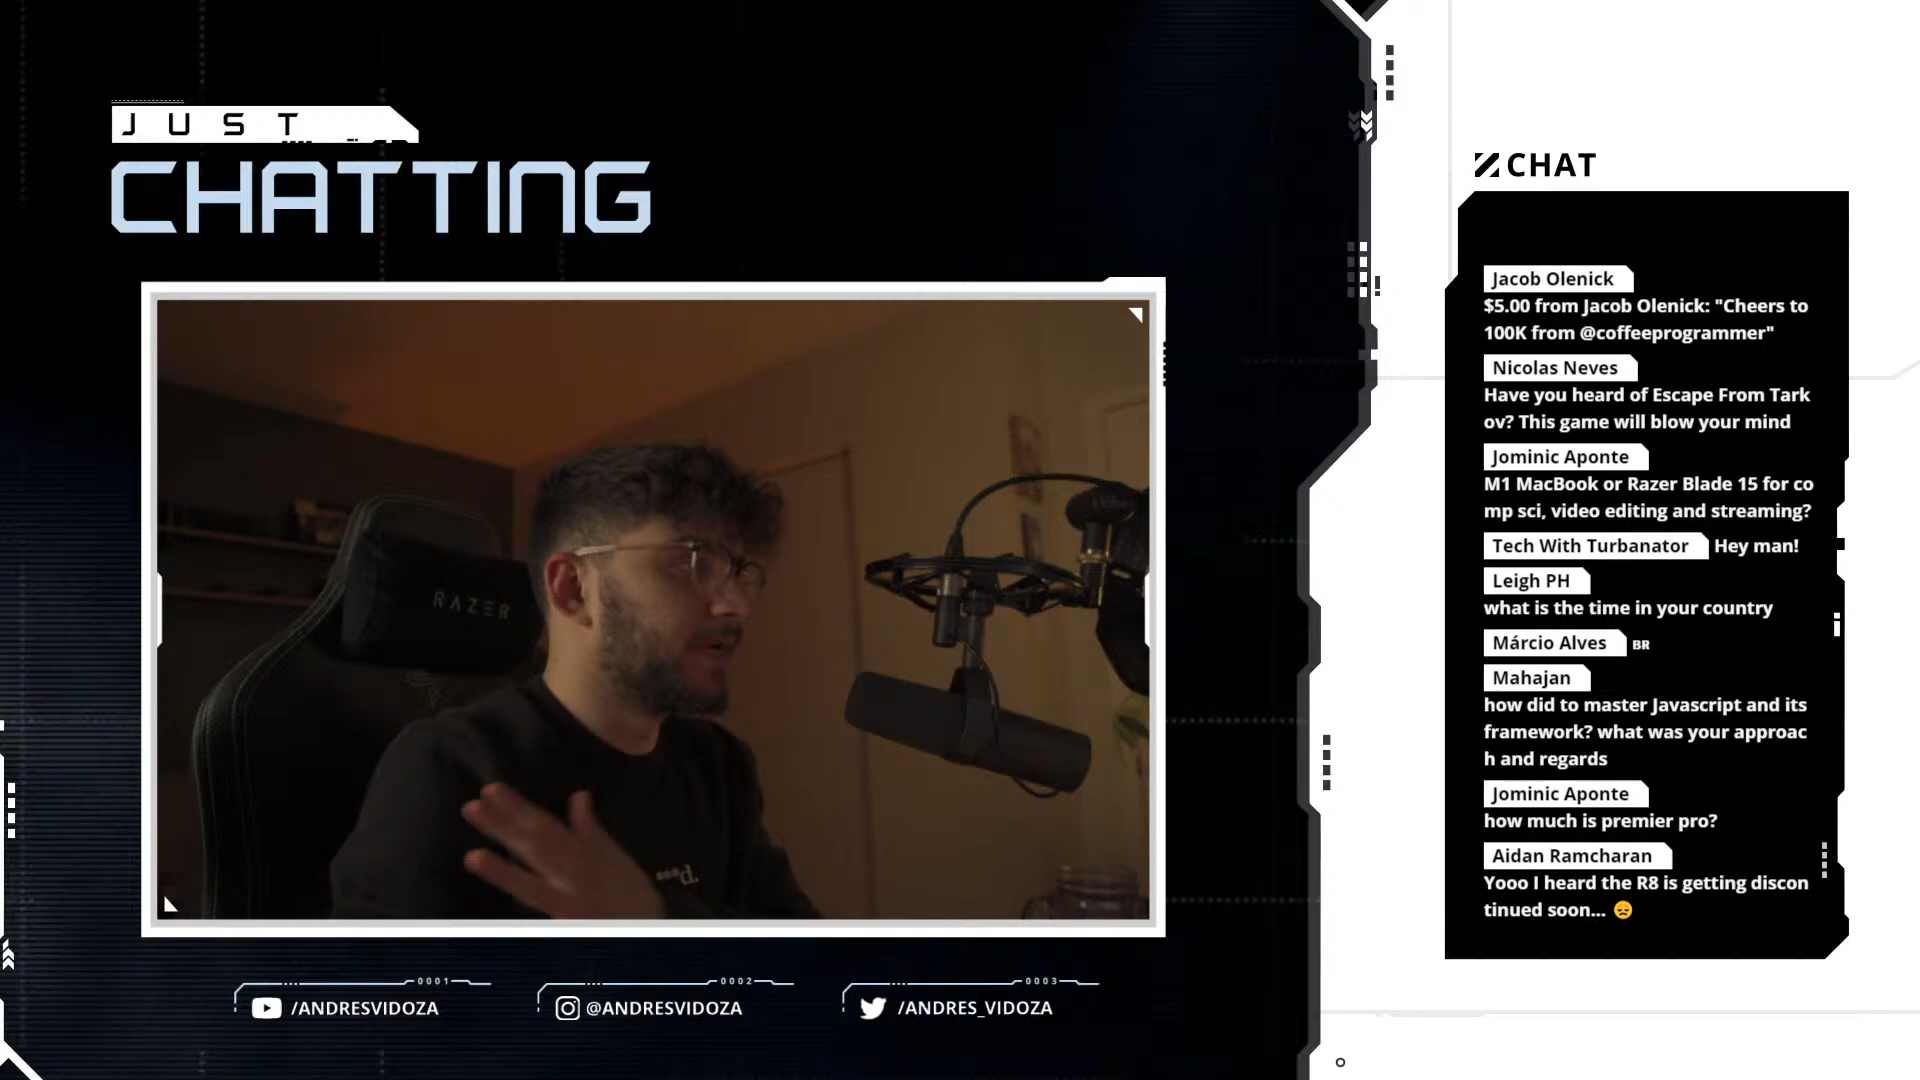 JUST
CHATTING
RAZER
/ANDRESVIDOZA
@ANDRESVIDOZA
/ANDRES_VIDOZA
0001
0002
0003
CHAT
Jacob Olenick
$5.00 from Jacob Olenick: "Cheers to
100K from @coffeeprogrammer"
Nicolas Neves
Have you heard of Escape From Tark
ov? This game will blow your mind
Jominic Aponte
M1 MacBook or Razer Blade 15 for co
mp sci, video editing and streaming?
Tech With Turbanator Hey man!
Leigh PH
what is the time in your country
Márcio Alves BR
Mahajan
how did to master Javascript and its
framework? what was your approac
h and regards
Jominic Aponte
how much is premier pro?
Aidan Ramcharan
Yooo I heard the R8 is getting discon
tinued soon... 😔